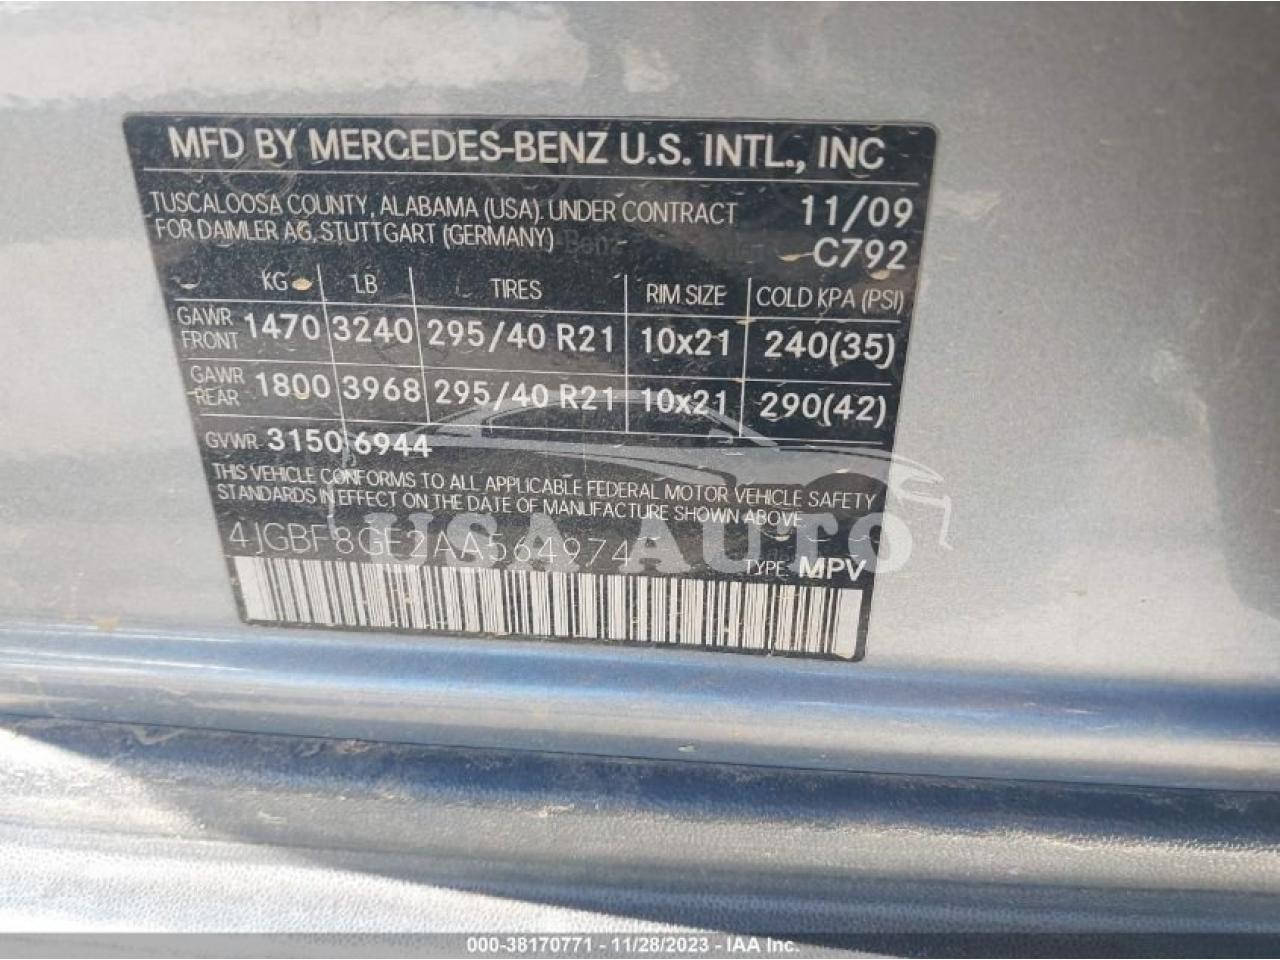 MFD BY MERCEDES-BENZ U.S. INTL., INC
TUSCALOOSA COUNTY, ALABAMA (USA). UNDER CONTRACT 11/09
FOR DAIMLER AG, STUTTGART (GERMANY) C792
KG LB TIRES RIM SIZE COLD KPA (PSI)
GAWR FRONT 1470 3240 295/40 R21 10x21 240(35)
GAWR REAR 1800 3968 295/40 R21 10x21 290(42)
GVWR 3150 6944
THIS VEHICLE CONFORMS TO ALL APPLICABLE FEDERAL MOTOR VEHICLE SAFETY
STANDARDS IN EFFECT ON THE DATE OF MANUFACTURE SHOWN ABOVE
4JGBF8GE2AA564974
TYPE: MPV
USA AUTO
000-38170771 - 11/28/2023 - IAA Inc.